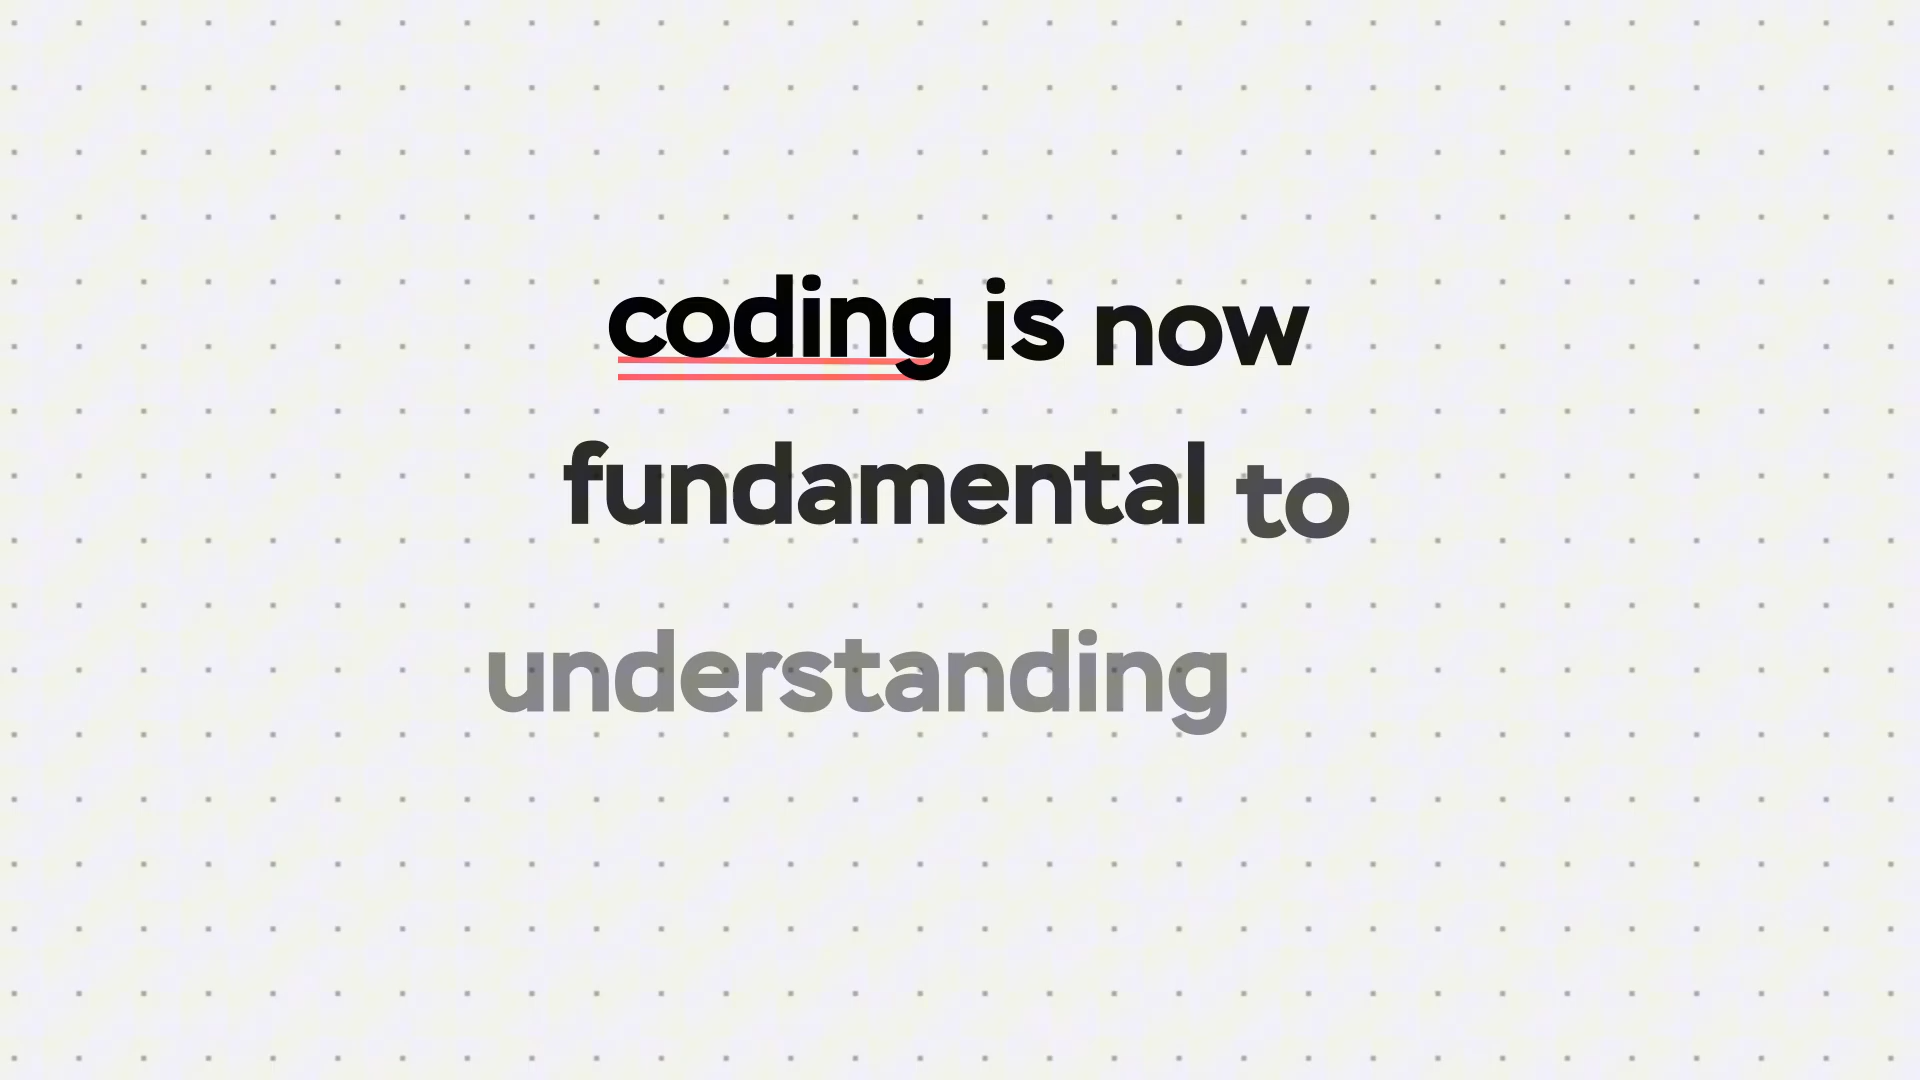 coding is now
fundamental to
understanding